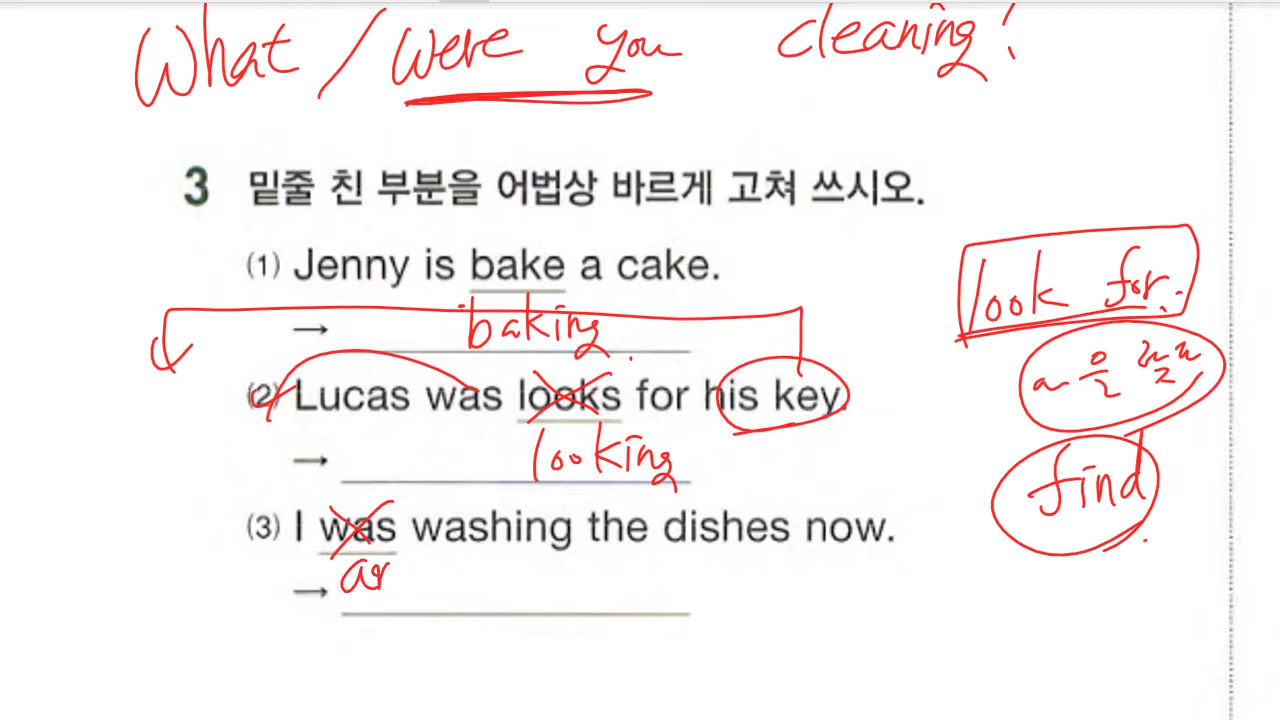 What / were you cleaning?
3 밑줄 친 부분을 어법상 바르게 고쳐 쓰시오.
(1) Jenny is bake a cake.
→ baking.
(2) Lucas was looks for his key.
→ looking
(3) I was washing the dishes now.
→ ar
look for.
~을
find